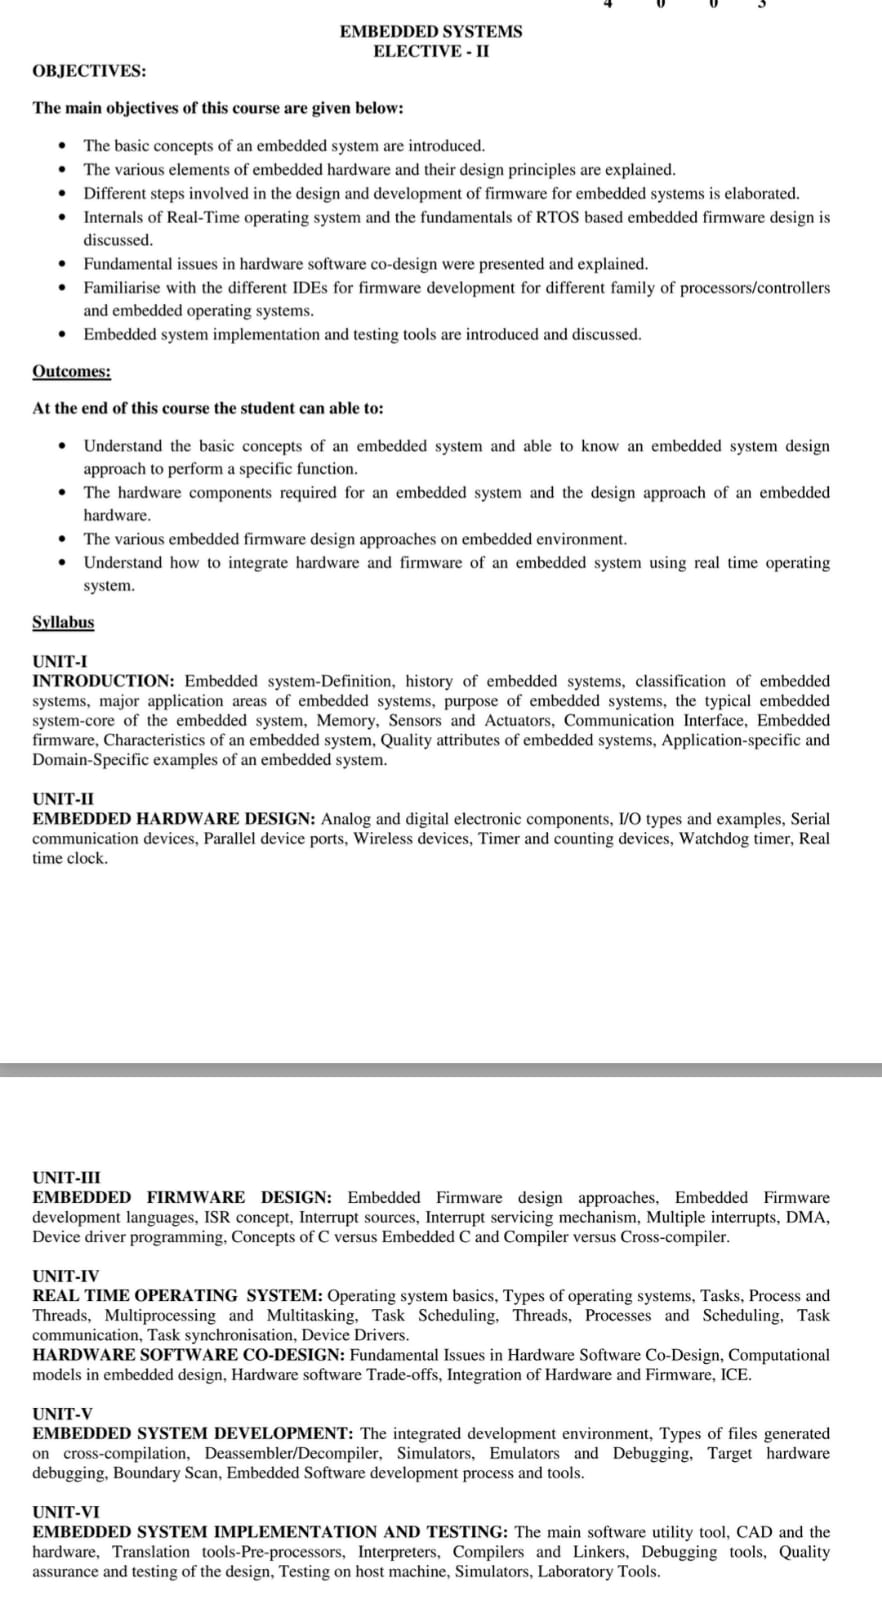 4 0 0 3
EMBEDDED SYSTEMS
ELECTIVE - II
OBJECTIVES:
The main objectives of this course are given below:
• The basic concepts of an embedded system are introduced.
• The various elements of embedded hardware and their design principles are explained.
• Different steps involved in the design and development of firmware for embedded systems is elaborated.
• Internals of Real-Time operating system and the fundamentals of RTOS based embedded firmware design is
discussed.
• Fundamental issues in hardware software co-design were presented and explained.
• Familiarise with the different IDEs for firmware development for different family of processors/controllers
and embedded operating systems.
• Embedded system implementation and testing tools are introduced and discussed.
Outcomes:
At the end of this course the student can able to:
• Understand the basic concepts of an embedded system and able to know an embedded system design
approach to perform a specific function.
• The hardware components required for an embedded system and the design approach of an embedded
hardware.
• The various embedded firmware design approaches on embedded environment.
• Understand how to integrate hardware and firmware of an embedded system using real time operating
system.
Syllabus
UNIT-I
INTRODUCTION: Embedded system-Definition, history of embedded systems, classification of embedded
systems, major application areas of embedded systems, purpose of embedded systems, the typical embedded
system-core of the embedded system, Memory, Sensors and Actuators, Communication Interface, Embedded
firmware, Characteristics of an embedded system, Quality attributes of embedded systems, Application-specific and
Domain-Specific examples of an embedded system.
UNIT-II
EMBEDDED HARDWARE DESIGN: Analog and digital electronic components, I/O types and examples, Serial
communication devices, Parallel device ports, Wireless devices, Timer and counting devices, Watchdog timer, Real
time clock.
UNIT-III
EMBEDDED FIRMWARE DESIGN: Embedded Firmware design approaches, Embedded Firmware
development languages, ISR concept, Interrupt sources, Interrupt servicing mechanism, Multiple interrupts, DMA,
Device driver programming, Concepts of C versus Embedded C and Compiler versus Cross-compiler.
UNIT-IV
REAL TIME OPERATING SYSTEM: Operating system basics, Types of operating systems, Tasks, Process and
Threads, Multiprocessing and Multitasking, Task Scheduling, Threads, Processes and Scheduling, Task
communication, Task synchronisation, Device Drivers.
HARDWARE SOFTWARE CO-DESIGN: Fundamental Issues in Hardware Software Co-Design, Computational
models in embedded design, Hardware software Trade-offs, Integration of Hardware and Firmware, ICE.
UNIT-V
EMBEDDED SYSTEM DEVELOPMENT: The integrated development environment, Types of files generated
on cross-compilation, Deassembler/Decompiler, Simulators, Emulators and Debugging, Target hardware
debugging, Boundary Scan, Embedded Software development process and tools.
UNIT-VI
EMBEDDED SYSTEM IMPLEMENTATION AND TESTING: The main software utility tool, CAD and the
hardware, Translation tools-Pre-processors, Interpreters, Compilers and Linkers, Debugging tools, Quality
assurance and testing of the design, Testing on host machine, Simulators, Laboratory Tools.